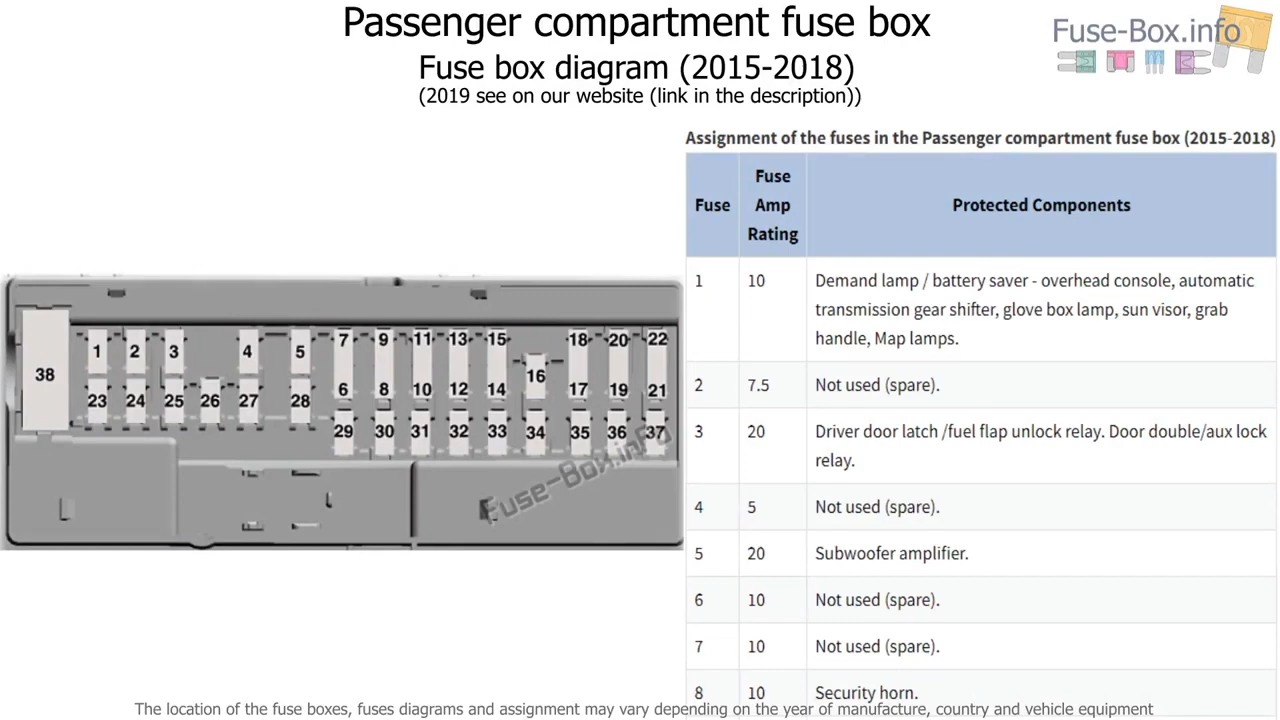 Passenger compartment fuse box
Fuse box diagram (2015-2018)
(2019 see on our website (link in the description))
Fuse-Box.info
Assignment of the fuses in the Passenger compartment fuse box (2015-2018)
Fuse Fuse Amp Rating Protected Components
1 10 Demand lamp / battery saver - overhead console, automatic
transmission gear shifter, glove box lamp, sun visor, grab
handle, Map lamps.
2 7.5 Not used (spare).
3 20 Driver door latch /fuel flap unlock relay. Door double/aux lock
relay.
4 5 Not used (spare).
5 20 Subwoofer amplifier.
6 10 Not used (spare).
7 10 Not used (spare).
8 10 Security horn.
38
1 2 3 4 5 7 9 11 13 15 18 20 22
16
6 8 10 12 14 17 19 21
23 24 25 26 27 28
29 30 31 32 33 34 35 36 37
Fuse-Box.info
The location of the fuse boxes, fuses diagrams and assignment may vary depending on the year of manufacture, country and vehicle equipment